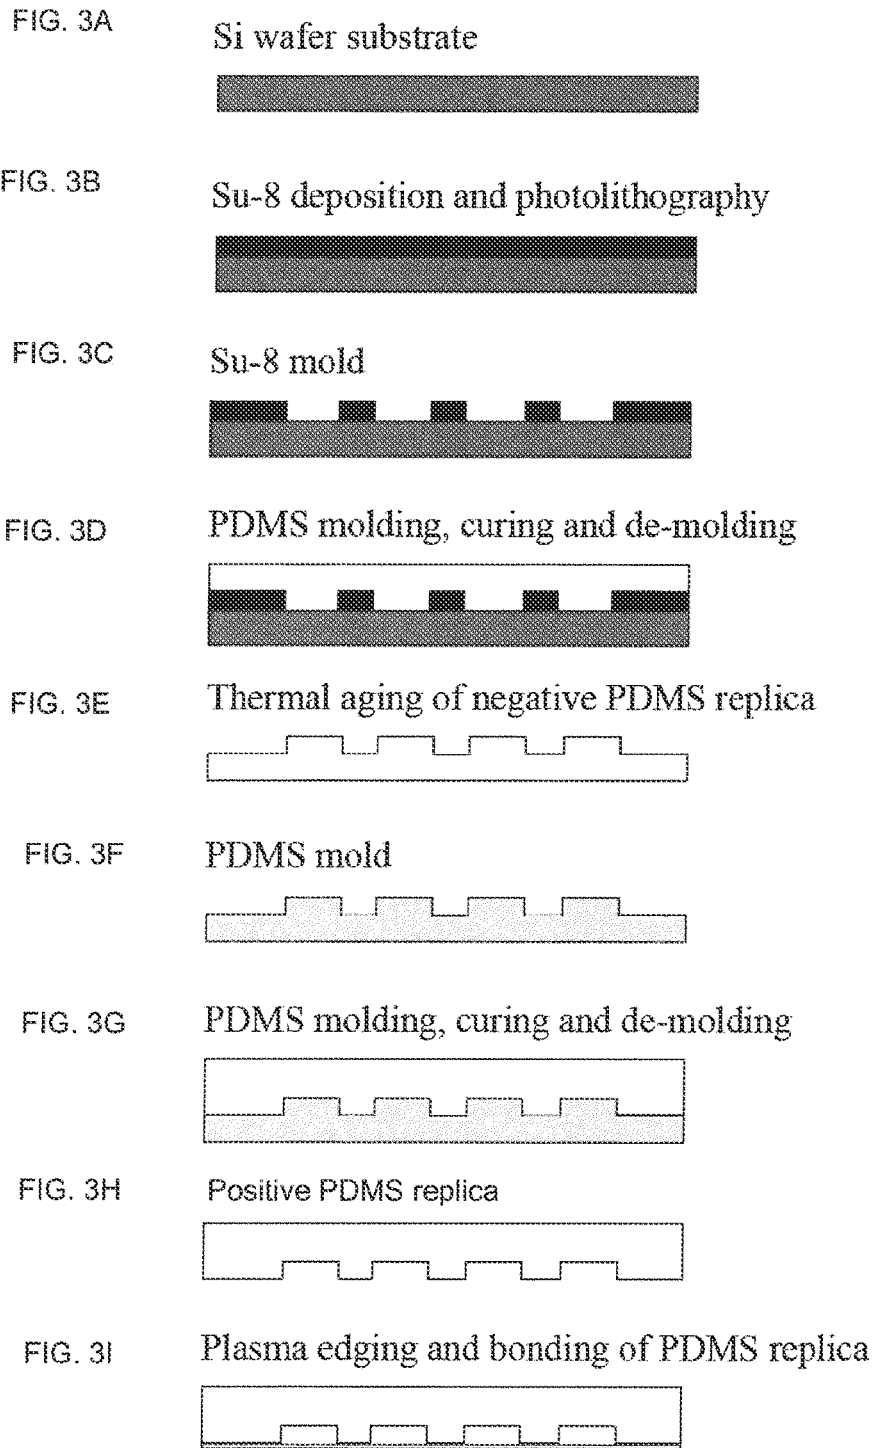 FIG. 3A
Si wafer substrate
FIG. 3B
Su-8 deposition and photolithography
FIG. 3C
Su-8 mold
FIG. 3D
PDMS molding, curing and de-molding
FIG. 3E
Thermal aging of negative PDMS replica
FIG. 3F
PDMS mold
FIG. 3G
PDMS molding, curing and de-molding
FIG. 3H
Positive PDMS replica
FIG. 3I
Plasma edging and bonding of PDMS replica